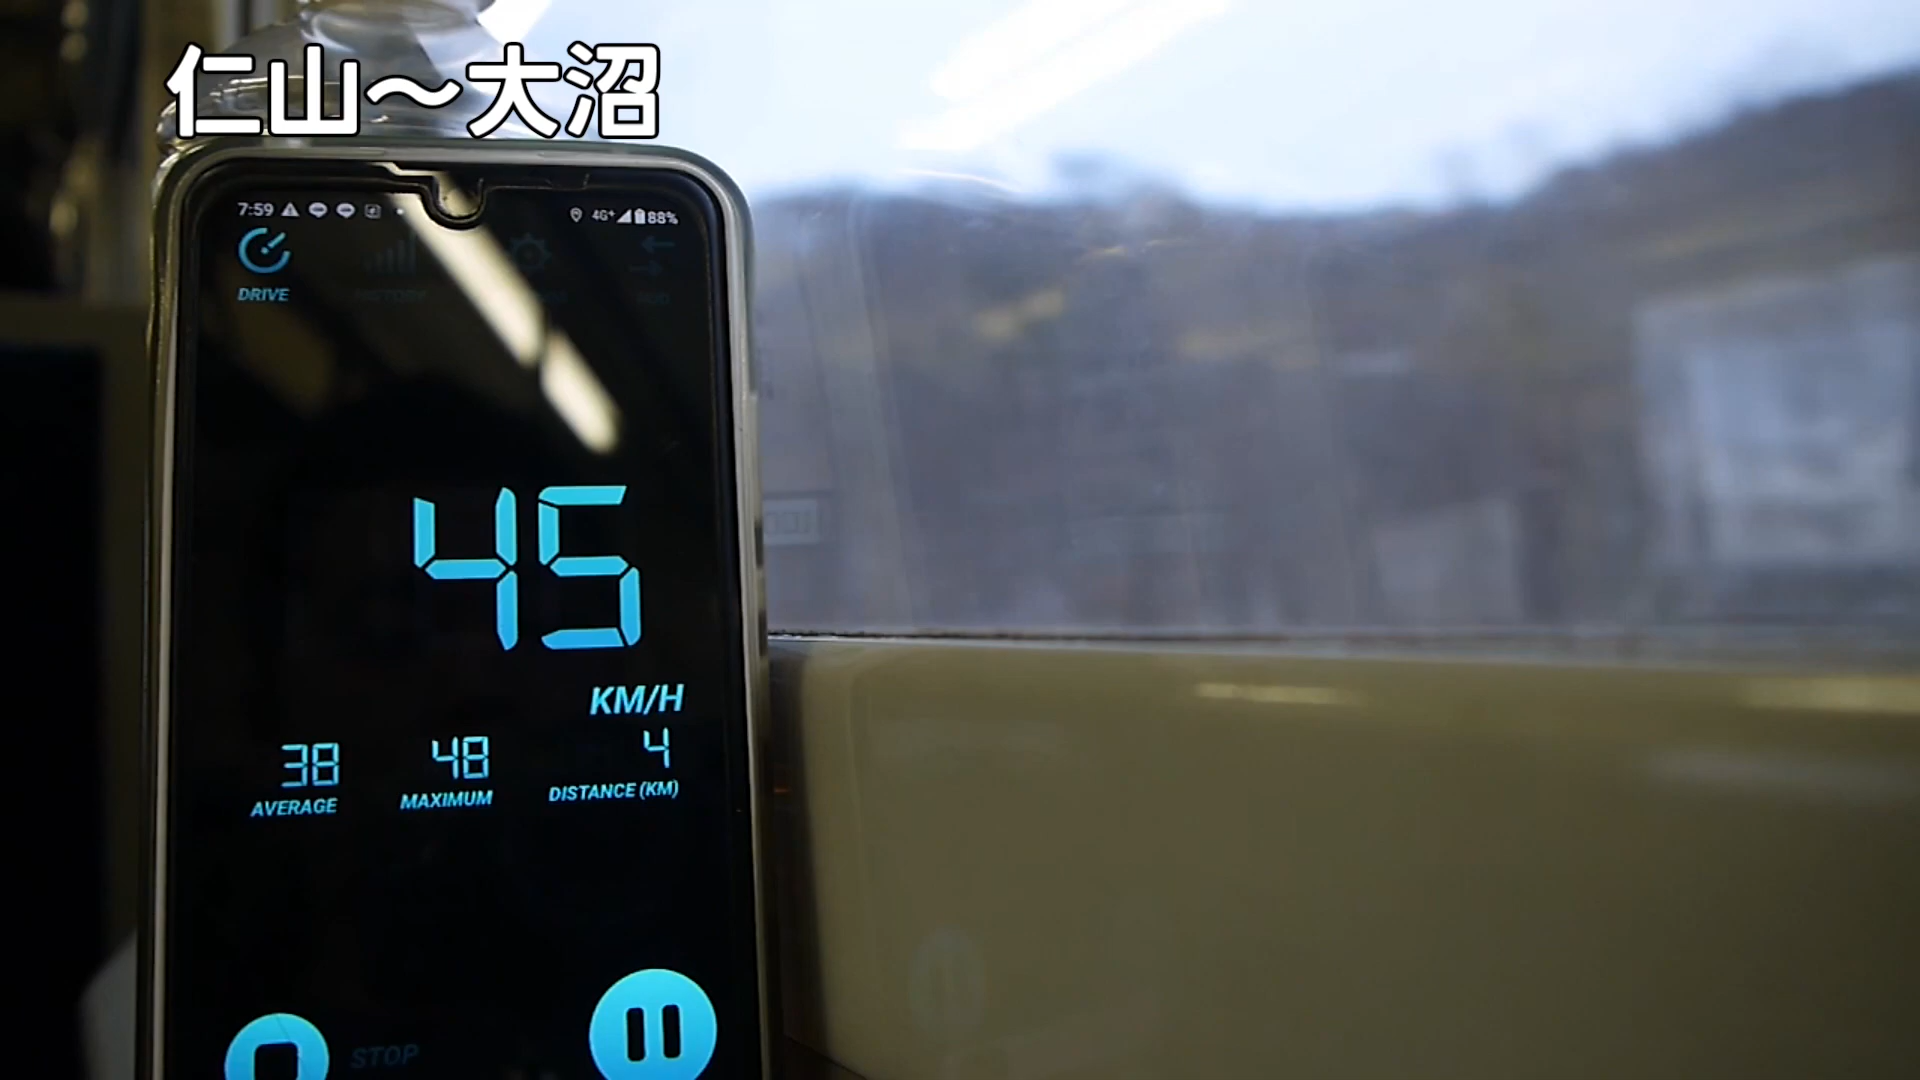 仁山～大沼
7:59 4G+ 88%
DRIVE
45
KM/H
38 48 4
AVERAGE MAXIMUM DISTANCE (KM)
STOP